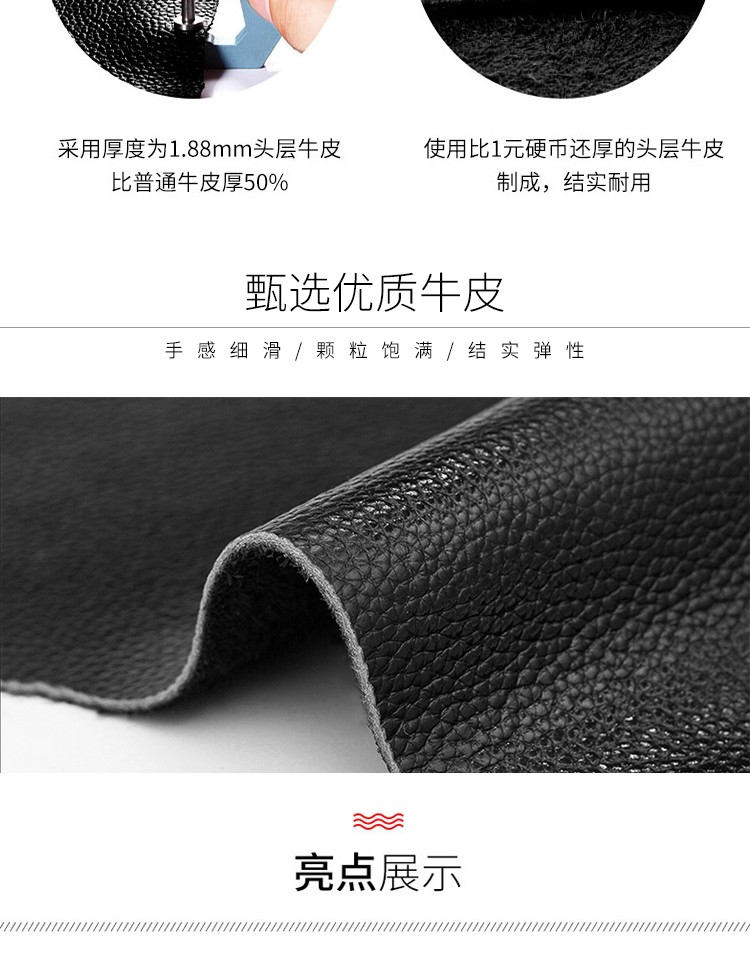 采用厚度为1.88mm头层牛皮
比普通牛皮厚50%
使用比1元硬币还厚的头层牛皮
制成，结实耐用
甄选优质牛皮
手感细滑/颗粒饱满/结实弹性
亮点展示